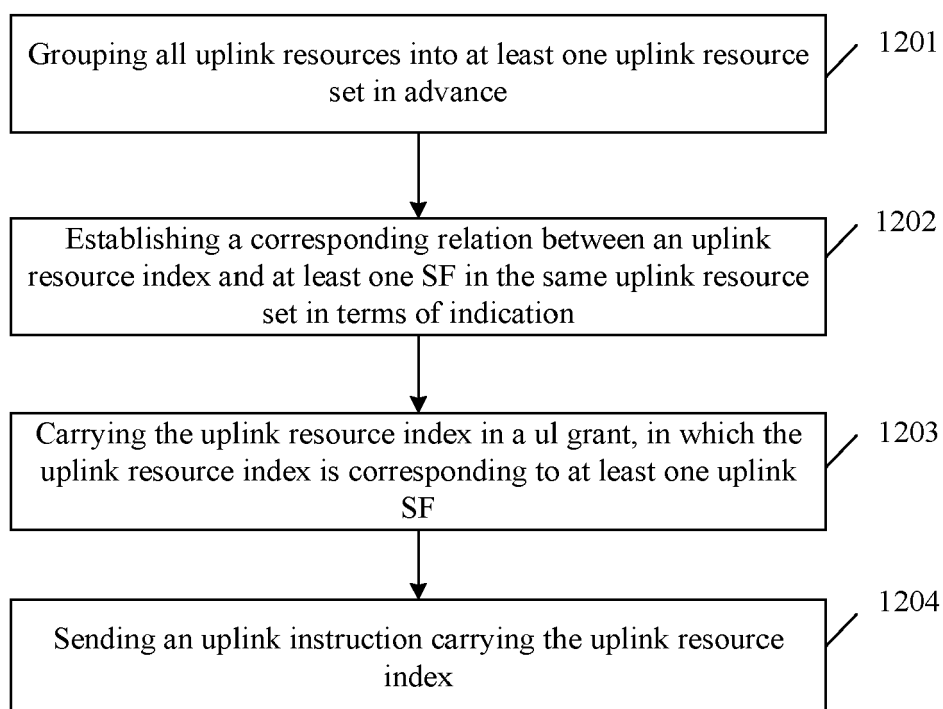 Grouping all uplink resources into at least one uplink resource
set in advance
1201
Establishing a corresponding relation between an uplink
resource index and at least one SF in the same uplink resource
set in terms of indication
1202
Carrying the uplink resource index in a ul grant, in which the
uplink resource index is corresponding to at least one uplink
SF
1203
Sending an uplink instruction carrying the uplink resource
index
1204